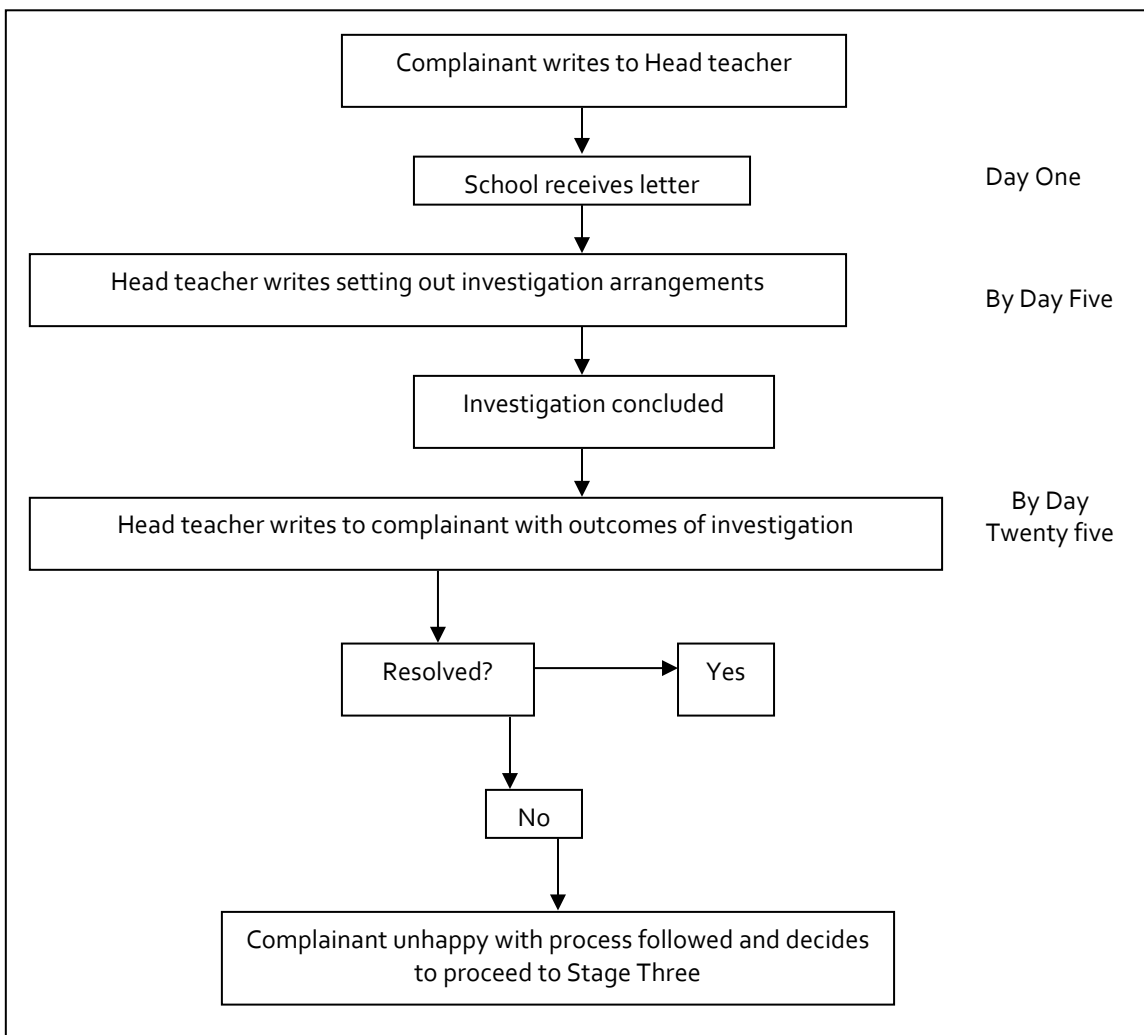 Complainant writes to Head teacher
School receives letter
Day One
Head teacher writes setting out investigation arrangements
By Day Five
Investigation concluded
Head teacher writes to complainant with outcomes of investigation
By Day
Twenty five
Resolved?
Yes
No
Complainant unhappy with process followed and decides
to proceed to Stage Three